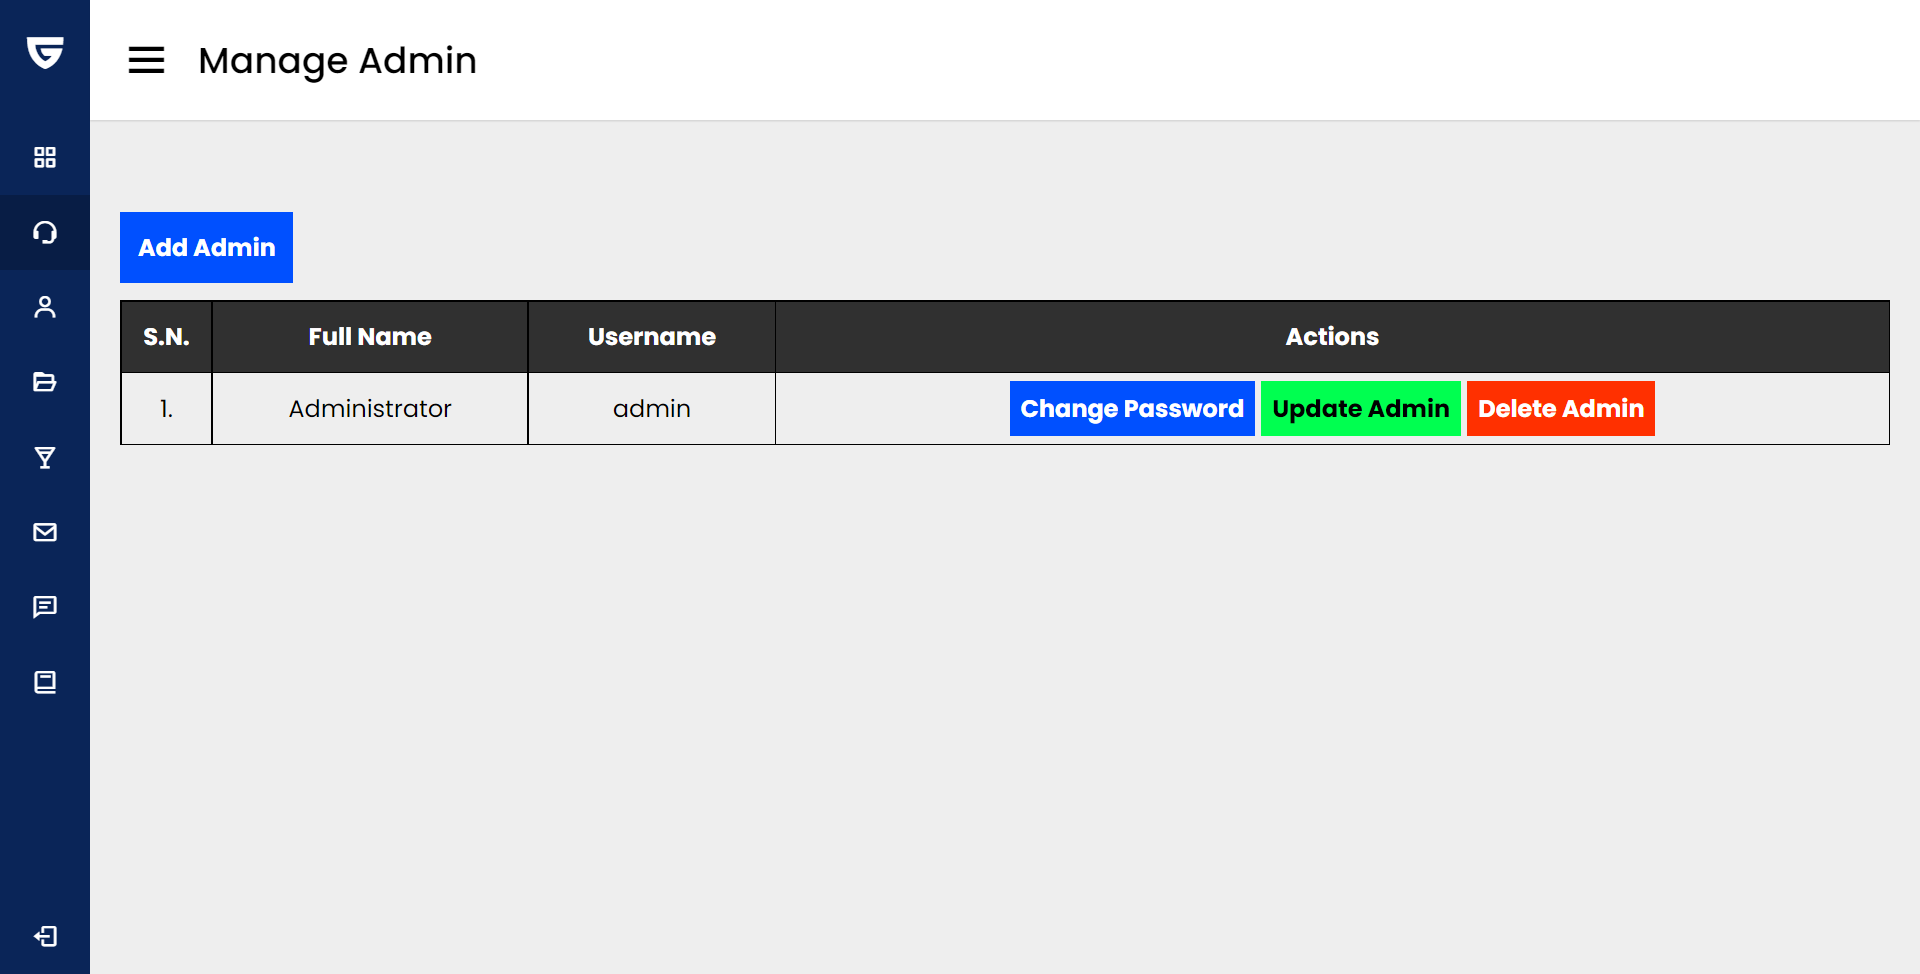 Manage Admin
Add Admin
S.N. Full Name Username Actions
1. Administrator admin Change Password Update Admin Delete Admin